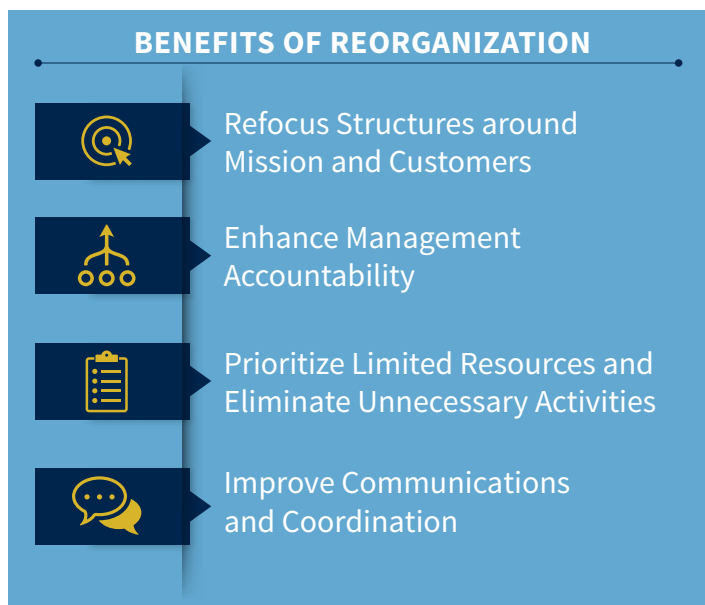 BENEFITS OF REORGANIZATION
Refocus Structures around
Mission and Customers
Enhance Management
Accountability
Prioritize Limited Resources and
Eliminate Unnecessary Activities
Improve Communications
and Coordination